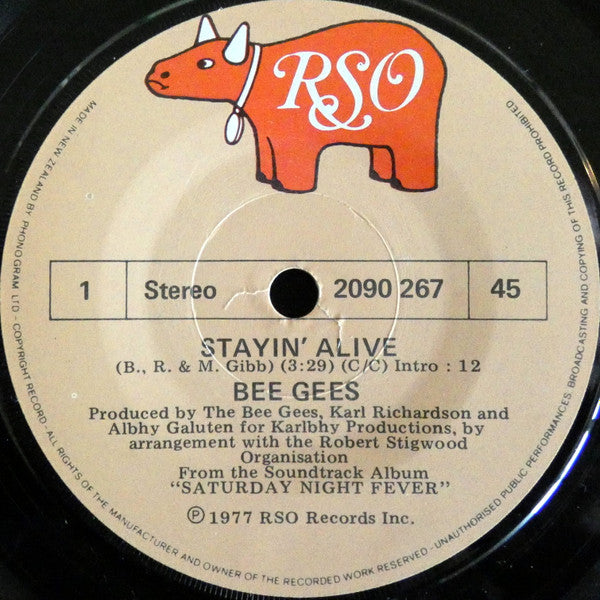 RSO
1 Stereo 2090 267 45
STAYIN' ALIVE
(B., R. & M. Gibb) (3:29) (C/C) Intro : 12
BEE GEES
Produced by The Bee Gees, Karl Richardson and
Albhy Galuten for Karlbhy Productions, by
arrangement with the Robert Stigwood
Organisation
From the Soundtrack Album
"SATURDAY NIGHT FEVER"
℗ 1977 RSO Records Inc.
MADE IN NEW ZEALAND BY PHONOGRAM LTD - COPYRIGHT RECORD - ALL RIGHTS OF THE MANUFACTURER AND OWNER OF THE RECORDED WORK RESERVED - UNAUTHORISED PUBLIC PERFORMANCES BROADCASTING AND COPYING OF THIS RECORD PROHIBITED